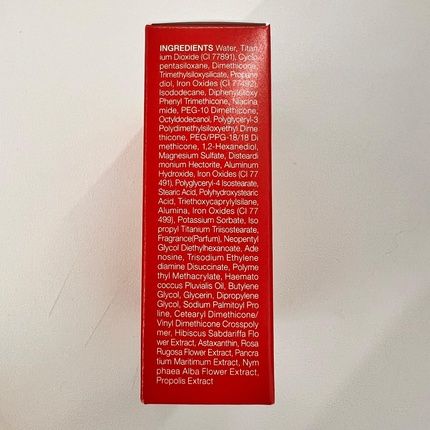 INGREDIENTS Water, Titan
ium Dioxide (CI 77891), Cyclo
pentasiloxane, Dimethicone,
Trimethylsiloxysilicate, Propane
diol, Iron Oxides (CI 77492),
Isododecane, Diphenylsiloxy
Phenyl Trimethicone, Niacina
mide, PEG-10 Dimethicone,
Octyldodecanol, Polyglyceryl-3
Polydimethylsiloxyethyl Dime
thicone, PEG/PPG-18/18 Di
methicone, 1,2-Hexanediol,
Magnesium Sulfate, Disteardi
monium Hectorite, Aluminum
Hydroxide, Iron Oxides (CI 77
491), Polyglyceryl-4 Isostearate,
Stearic Acid, Polyhydroxystearic
Acid, Triethoxycaprylylsilane,
Alumina, Iron Oxides (CI 77
499), Potassium Sorbate, Iso
propyl Titanium Triisostearate,
Fragrance(Parfum), Neopentyl
Glycol Diethylhexanoate, Ade
nosine, Trisodium Ethylene
diamine Disuccinate, Polyme
thyl Methacrylate, Haemato
coccus Pluvialis Oil, Butylene
Glycol, Glycerin, Dipropylene
Glycol, Sodium Palmitoyl Pro
line, Cetearyl Dimethicone/
Vinyl Dimethicone Crosspoly
mer, Hibiscus Sabdariffa Flo
wer Extract, Astaxanthin, Rosa
Rugosa Flower Extract, Pancra
tium Maritimum Extract, Nym
phaea Alba Flower Extract,
Propolis Extract